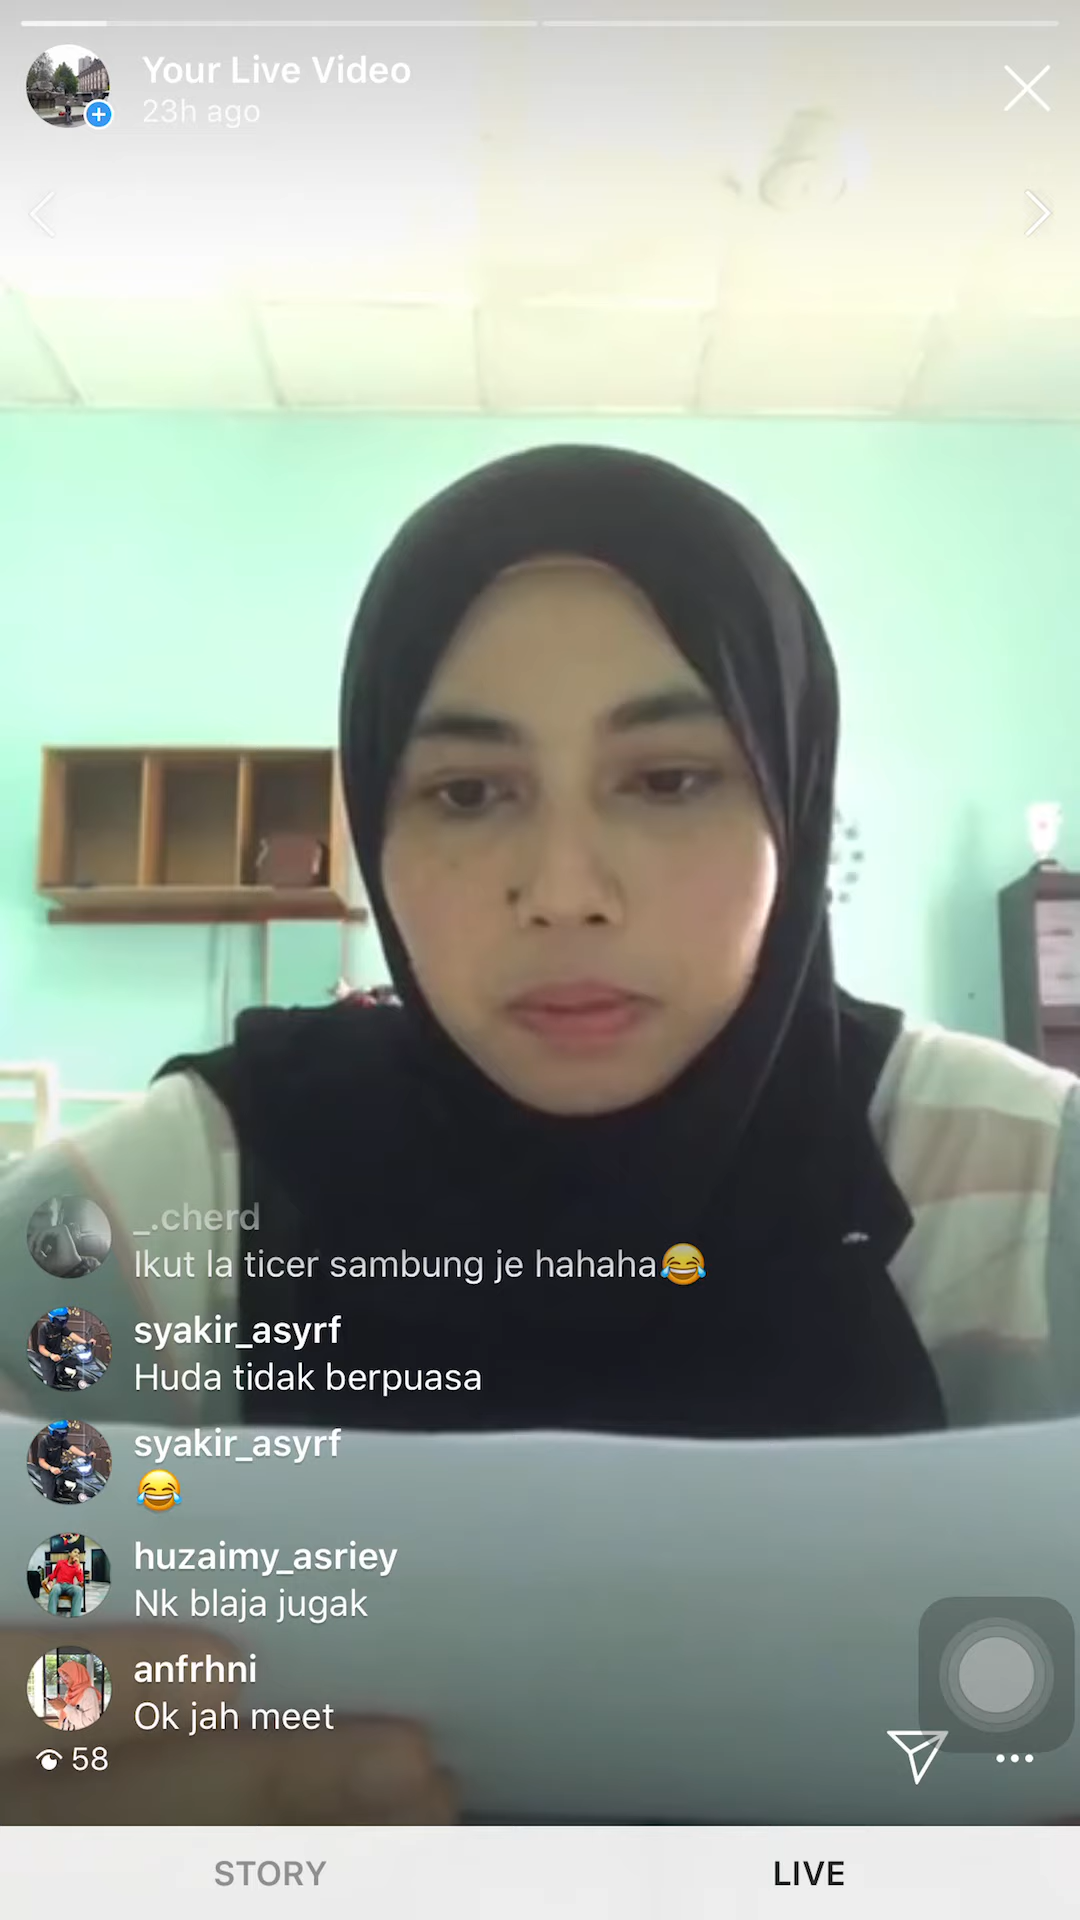 Your Live Video
23h ago
_.cherd
Ikut la ticer sambung je hahaha😂
syakir_asyrf
Huda tidak berpuasa
syakir_asyrf
😂
huzaimy_asriey
Nk blaja jugak
anfrhni
Ok jah meet
58
STORY
LIVE